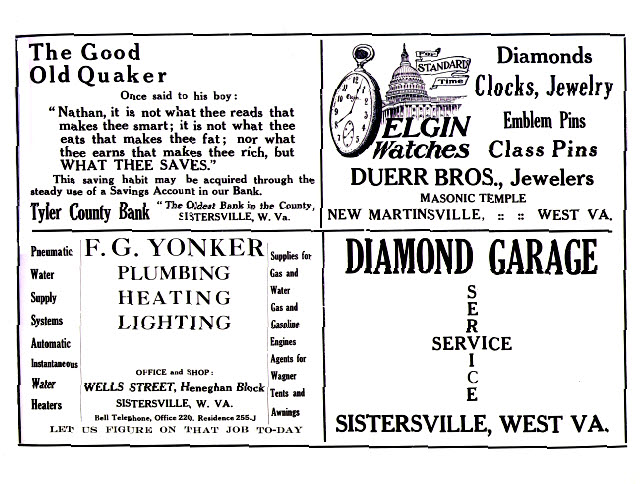 The Good
Old Quaker
Once said to his boy:
"Nathan, it is not what thee reads that
makes thee smart; it is not what thee
eats that makes thee fat; nor what
thee earns that makes thee rich, but
WHAT THEE SAVES."
This saving habit may be acquired through the
steady use of a Savings Account in our Bank.
Tyler County Bank "The Oldest Bank in the County,
SISTERSVILLE, W. Va.
For
STANDARD
Time
ELGIN
Watches
Diamonds
Clocks, Jewelry
Emblem Pins
Class Pins
DUERR BROS., Jewelers
MASONIC TEMPLE
NEW MARTINSVILLE, :: :: WEST VA.
Pneumatic
Water
Supply
Systems
Automatic
Instantaneous
Water
Heaters
F. G. YONKER
PLUMBING
HEATING
LIGHTING
OFFICE and SHOP:
WELLS STREET, Heneghan Block
SISTERSVILLE, W. VA.
Bell Telephone, Office 220. Residence 255-J
Supplies for
Gas and
Water
Gas and
Gasoline
Engines
Agents for
Wagner
Tents and
Awnings
LET US FIGURE ON THAT JOB TO-DAY
DIAMOND GARAGE
S
E
R
SERVICE
I
C
E
SISTERSVILLE, WEST VA.